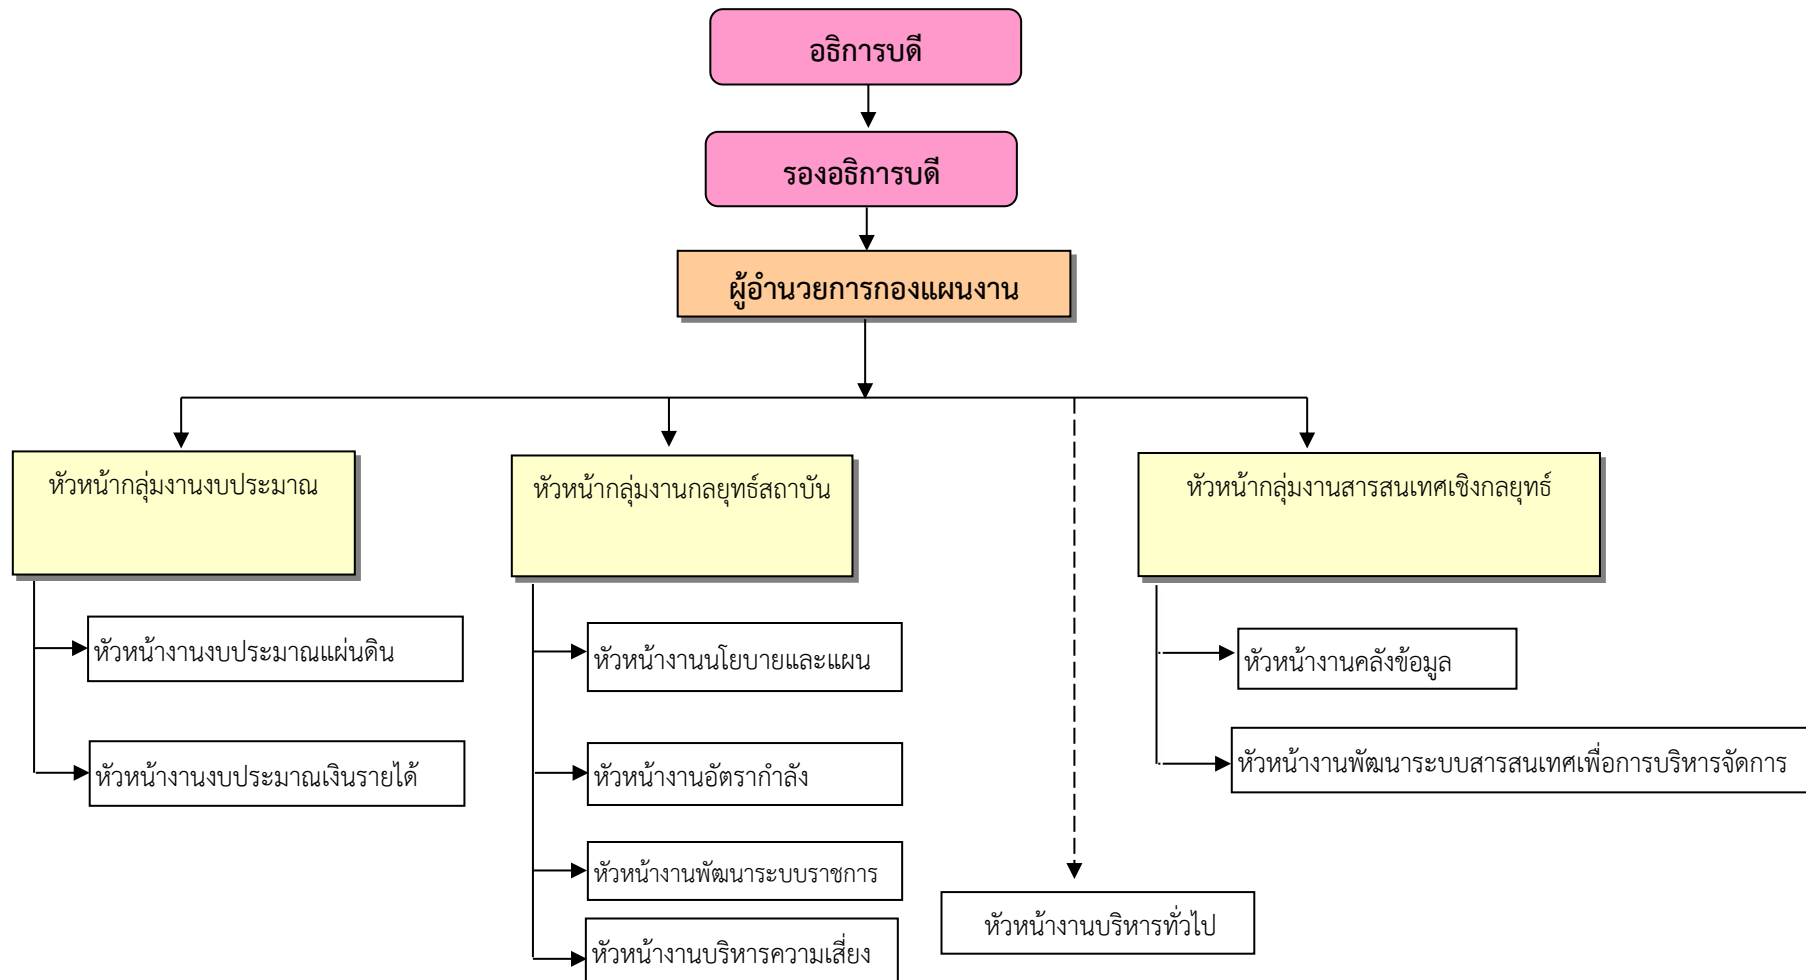 อธิการบดี
รองอธิการบดี
ผู้อำนวยการกองแผนงาน
หัวหน้ากลุ่มงานงบประมาณ
หัวหน้ากลุ่มงานกลยุทธ์สถาบัน
หัวหน้ากลุ่มงานสารสนเทศเชิงกลยุทธ์
หัวหน้างานงบประมาณแผ่นดิน
หัวหน้างานงบประมาณเงินรายได้
หัวหน้างานนโยบายและแผน
หัวหน้างานอัตรากำลัง
หัวหน้างานพัฒนาระบบราชการ
หัวหน้างานบริหารความเสี่ยง
หัวหน้างานบริหารทั่วไป
หัวหน้างานคลังข้อมูล
หัวหน้างานพัฒนาระบบสารสนเทศเพื่อการบริหารจัดการ